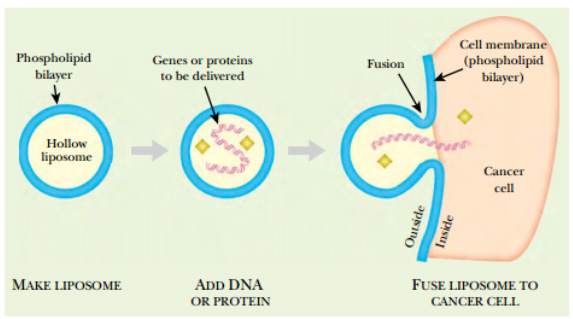 Phospholipid
bilayer
Hollow
liposome
MAKE LIPOSOME
Genes or proteins
to be delivered
ADD DNA
OR PROTEIN
Fusion
Cell membrane
(phospholipid
bilayer)
Cancer
cell
Outside
Inside
FUSE LIPOSOME TO
CANCER CELL